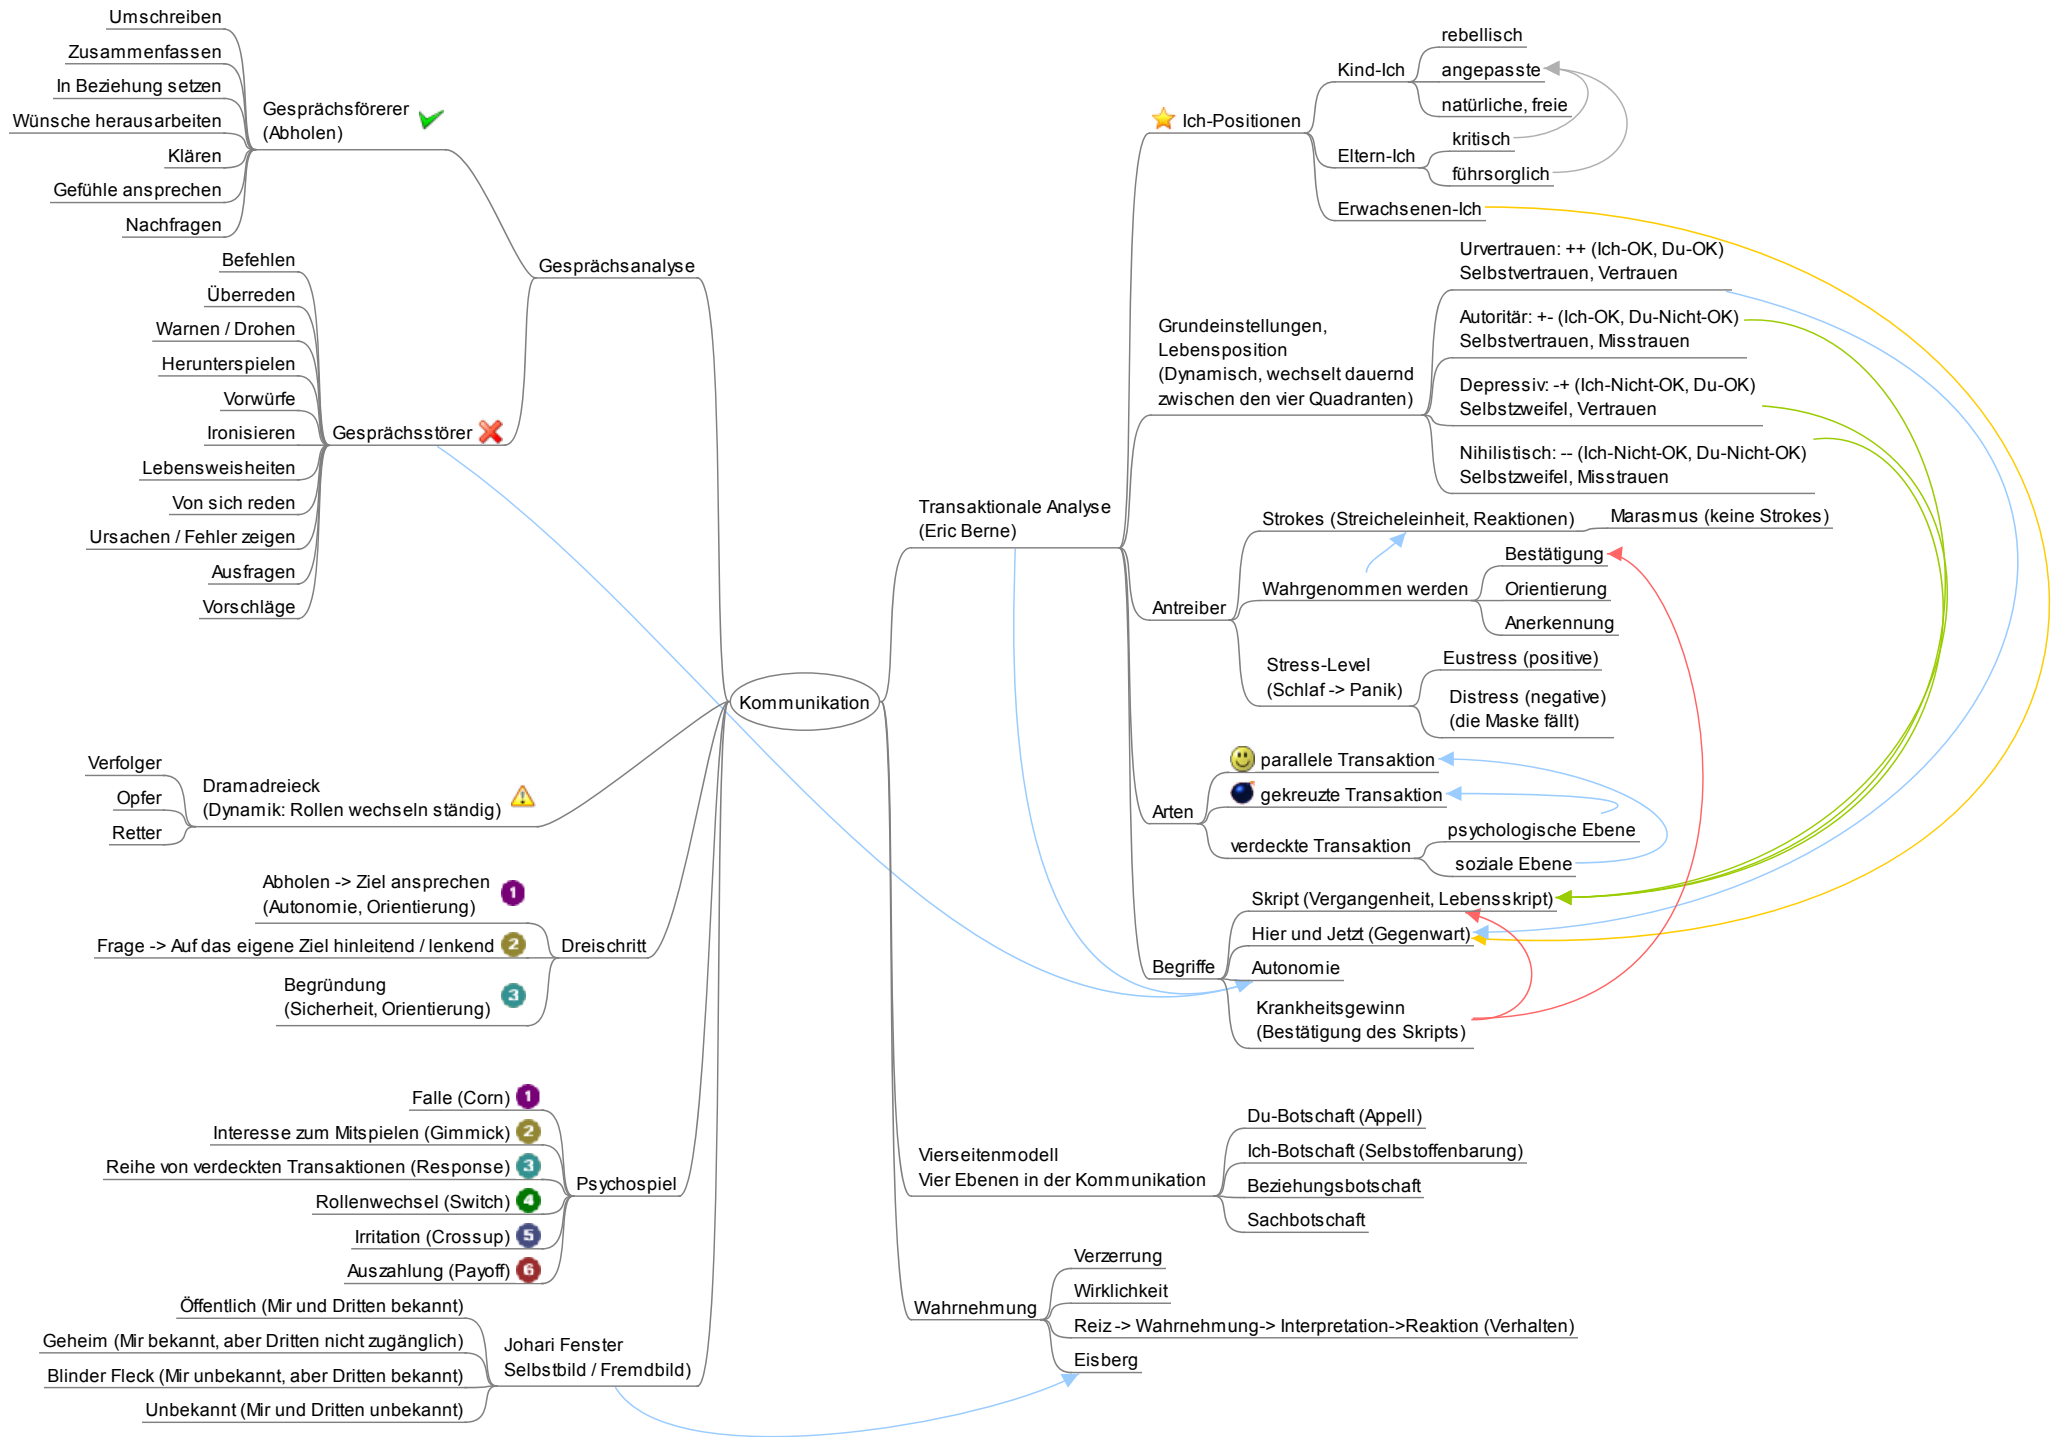 Kommunikation
Gesprächsanalyse
Gesprächsförerer
(Abholen)
Umschreiben
Zusammenfassen
In Beziehung setzen
Wünsche herausarbeiten
Klären
Gefühle ansprechen
Nachfragen
Gesprächsstörer
Befehlen
Überreden
Warnen / Drohen
Herunterspielen
Vorwürfe
Ironisieren
Lebensweisheiten
Von sich reden
Ursachen / Fehler zeigen
Ausfragen
Vorschläge
Dramadreieck
(Dynamik: Rollen wechseln ständig)
Verfolger
Opfer
Retter
Dreischritt
Abholen -> Ziel ansprechen
(Autonomie, Orientierung)
1
Frage -> Auf das eigene Ziel hinleitend / lenkend 2
Begründung
(Sicherheit, Orientierung)
3
Psychospiel
Falle (Corn) 1
Interesse zum Mitspielen (Gimmick) 2
Reihe von verdeckten Transaktionen (Response) 3
Rollenwechsel (Switch) 4
Irritation (Crossup) 5
Auszahlung (Payoff) 6
Johari Fenster
Selbstbild / Fremdbild)
Öffentlich (Mir und Dritten bekannt)
Geheim (Mir bekannt, aber Dritten nicht zugänglich)
Blinder Fleck (Mir unbekannt, aber Dritten bekannt)
Unbekannt (Mir und Dritten unbekannt)
Transaktionale Analyse
(Eric Berne)
Ich-Positionen
Kind-Ich
rebellisch
angepasste
natürliche, freie
Eltern-Ich
kritisch
führsorglich
Erwachsenen-Ich
Grundeinstellungen,
Lebensposition
(Dynamisch, wechselt dauernd
zwischen den vier Quadranten)
Urvertrauen: ++ (Ich-OK, Du-OK)
Selbstvertrauen, Vertrauen
Autoritär: +- (Ich-OK, Du-Nicht-OK)
Selbstvertrauen, Misstrauen
Depressiv: -+ (Ich-Nicht-OK, Du-OK)
Selbstzweifel, Vertrauen
Nihilistisch: -- (Ich-Nicht-OK, Du-Nicht-OK)
Selbstzweifel, Misstrauen
Antreiber
Strokes (Streicheleinheit, Reaktionen)
Marasmus (keine Strokes)
Wahrgenommen werden
Bestätigung
Orientierung
Anerkennung
Stress-Level
(Schlaf -> Panik)
Eustress (positive)
Distress (negative)
(die Maske fällt)
Arten
parallele Transaktion
gekreuzte Transaktion
verdeckte Transaktion
psychologische Ebene
soziale Ebene
Begriffe
Skript (Vergangenheit, Lebensskript)
Hier und Jetzt (Gegenwart)
Autonomie
Krankheitsgewinn
(Bestätigung des Skripts)
Vierseitenmodell
Vier Ebenen in der Kommunikation
Du-Botschaft (Appell)
Ich-Botschaft (Selbstoffenbarung)
Beziehungsbotschaft
Sachbotschaft
Wahrnehmung
Verzerrung
Wirklichkeit
Reiz -> Wahrnehmung-> Interpretation->Reaktion (Verhalten)
Eisberg